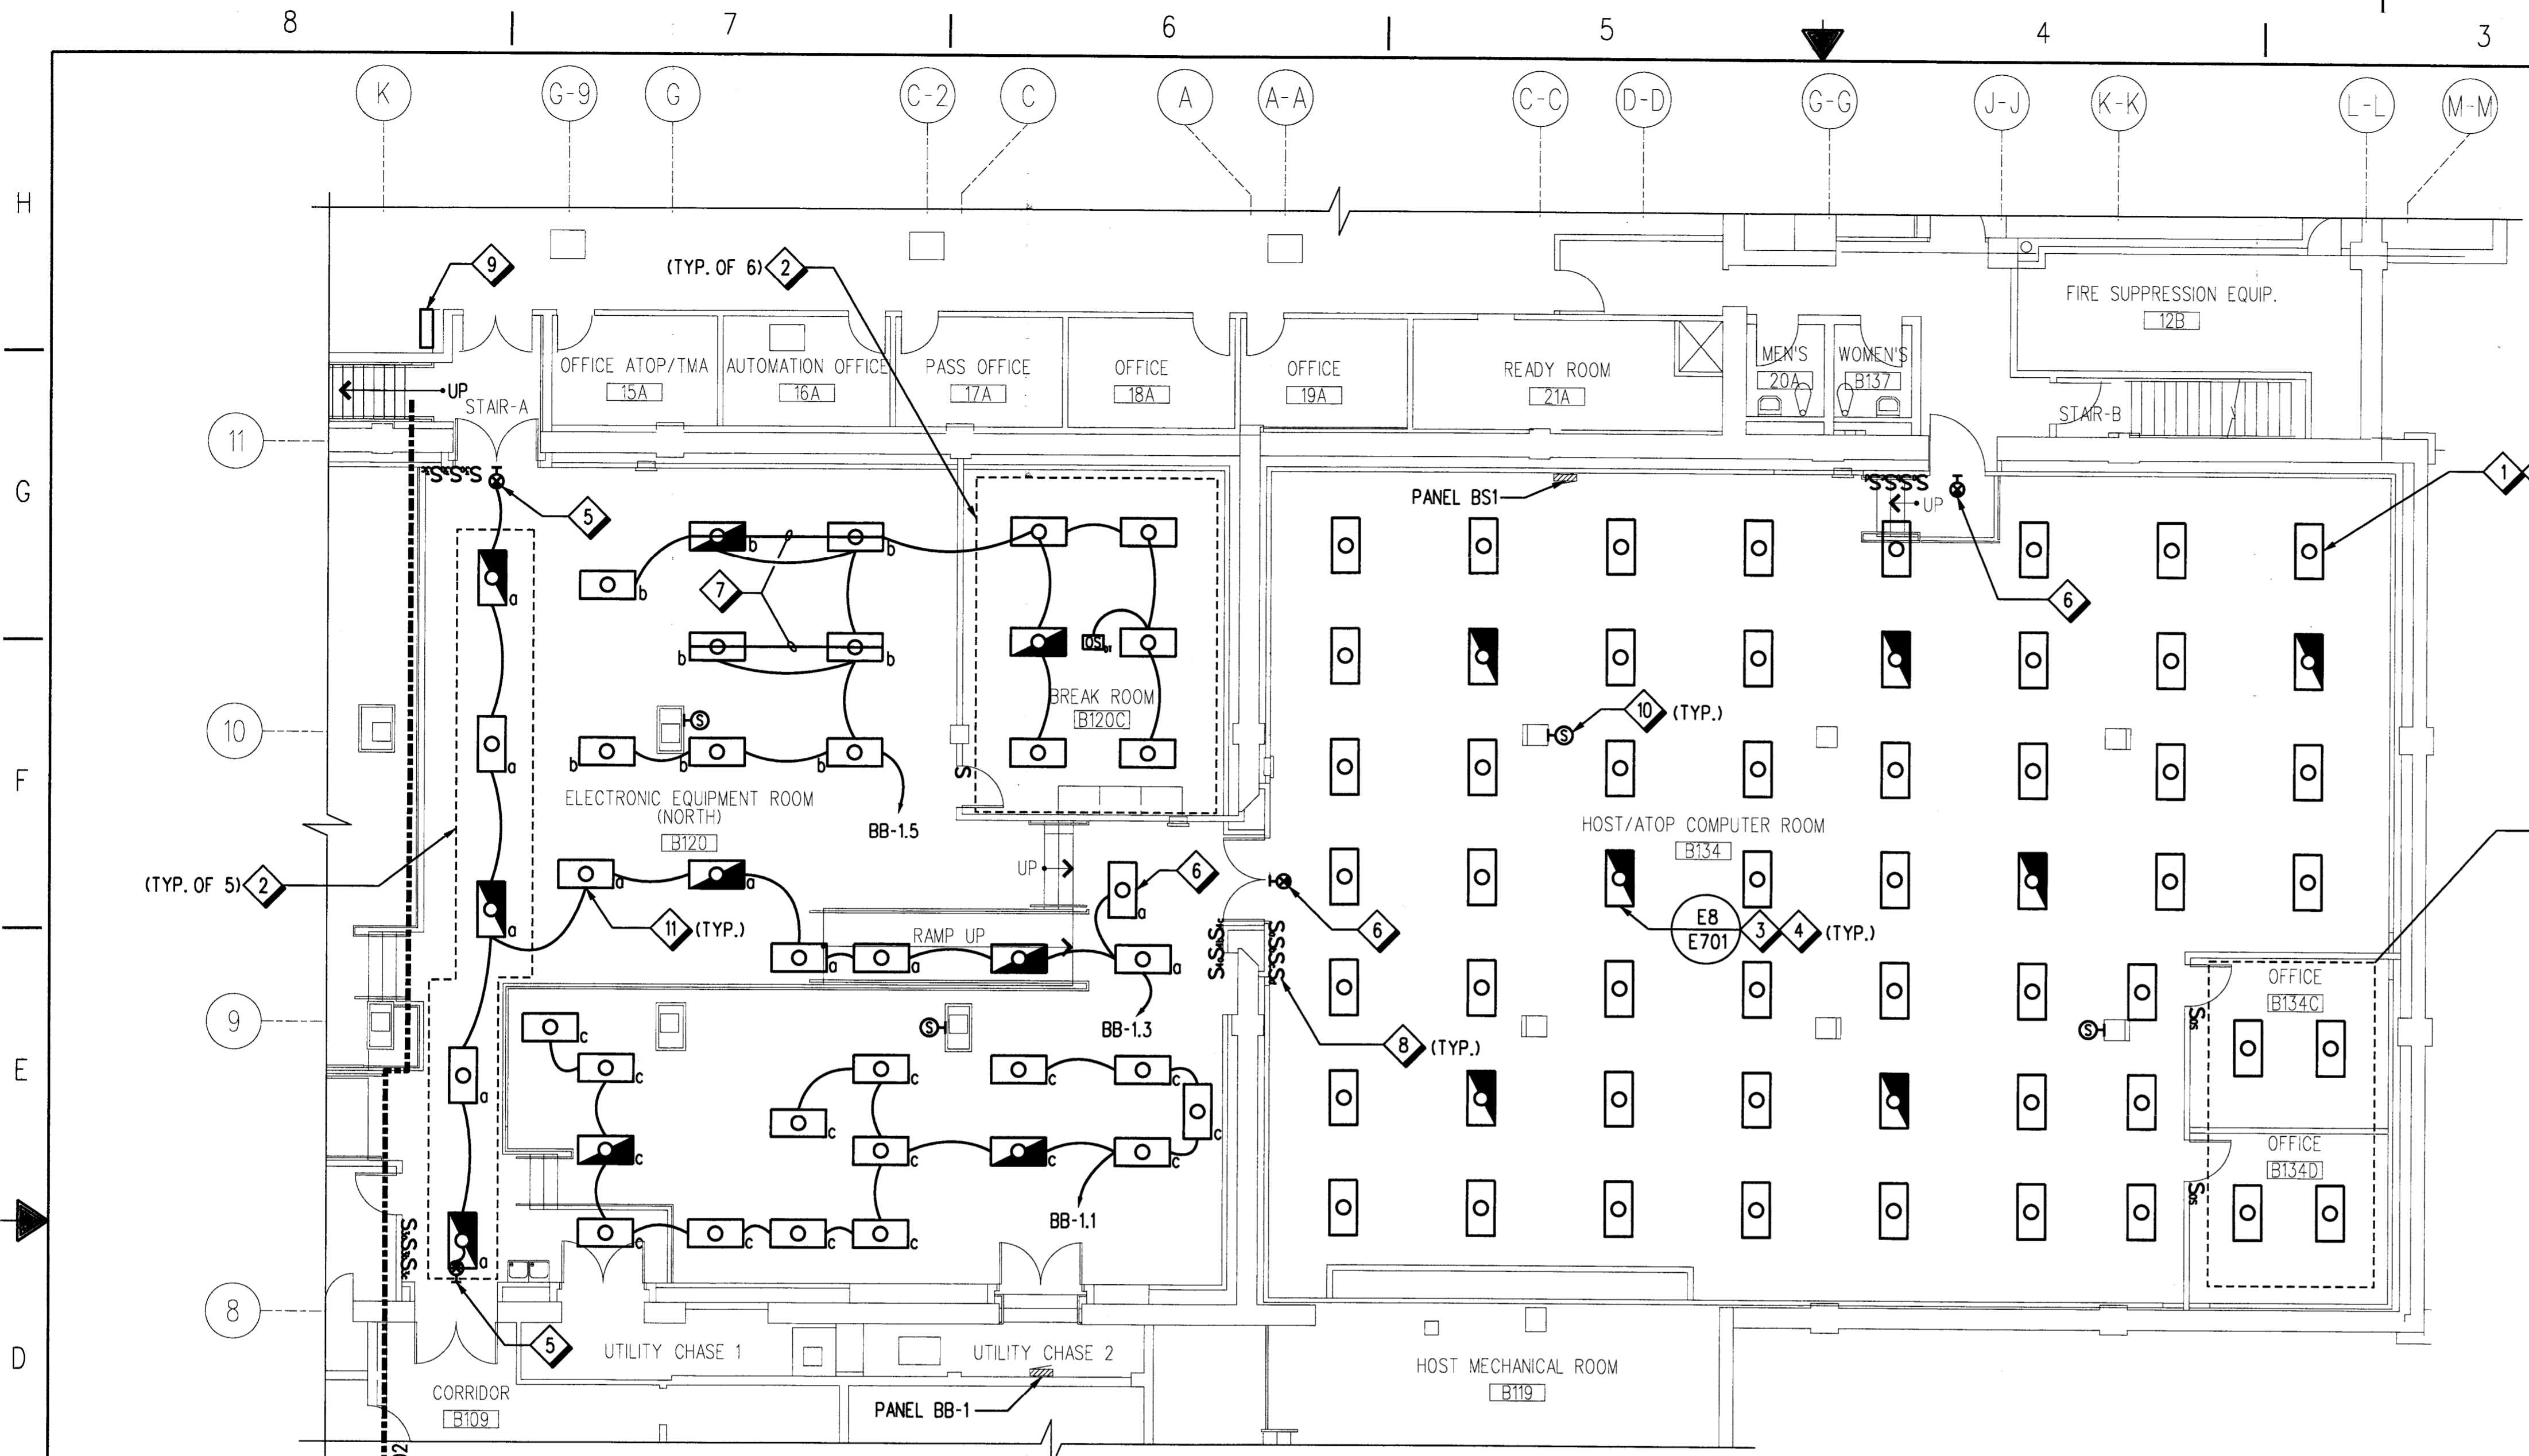 8
7
6
5
4
3
K
G-9
G
C-2
C
A
A-A
C-C
D-D
G-G
J-J
K-K
L-L
M-M
H
9
(TYP. OF 6) 2
FIRE SUPPRESSION EQUIP.
12B
OFFICE ATOP/TMA
15A
AUTOMATION OFFICE
16A
PASS OFFICE
17A
OFFICE
18A
OFFICE
19A
READY ROOM
21A
MEN'S
20A
WOMEN'S
B137
UP
STAIR-A
STAIR-B
11
G
PANEL BS1
UP
1
5
6
b
b
b
7
a
b
b
OS
BREAK ROOM
B120C
10
S
S
10 (TYP.)
a
b
b
b
S
F
ELECTRONIC EQUIPMENT ROOM
(NORTH)
B120
BB-1.5
HOST/ATOP COMPUTER ROOM
B134
(TYP. OF 5) 2
UP
6
a
a
a
a
11 (TYP.)
RAMP UP
6
E8
E701
3
4
(TYP.)
a
a
a
OFFICE
B134C
9
S
BB-1.3
8 (TYP.)
S
E
a
c
c
c
c
c
c
c
c
c
c
c
OFFICE
B134D
BB-1.1
a
c
c
c
c
8
5
UTILITY CHASE 1
UTILITY CHASE 2
HOST MECHANICAL ROOM
B119
D
CORRIDOR
B109
PANEL BB-1